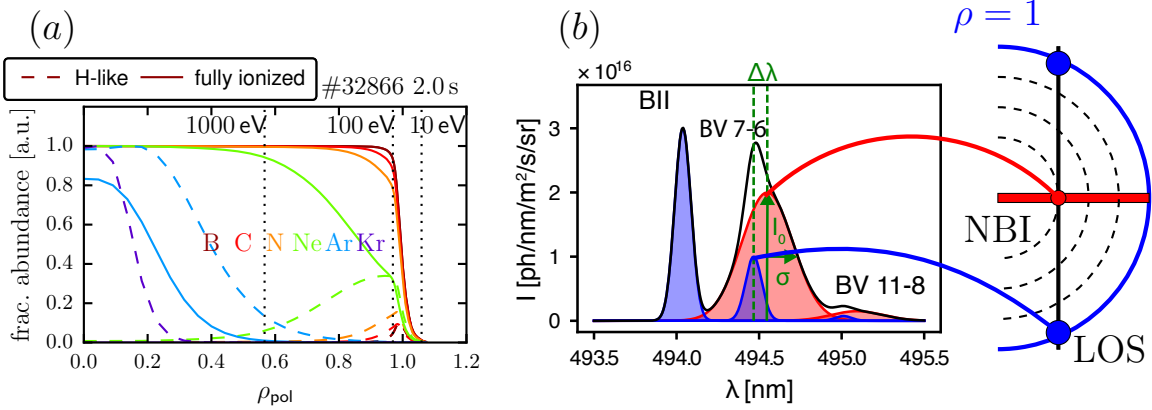 (a)
H-like fully ionized
#32866 2.0 s
1000 eV 100 eV 10 eV
frac. abundance [a.u.]
1.0
0.8
0.6
0.4
0.2
0.0
B C N Ne Ar Kr
0.0 0.2 0.4 0.6 0.8 1.0 1.2
ρpol
(b)
× 10¹⁶
Δλ
BII
BV 7-6
I₀
σ
BV 11-8
I [ph/nm/m²/s/sr]
3
2
1
0
493.5 494.0 494.5 495.0 495.5
λ [nm]
ρ = 1
NBI
LOS